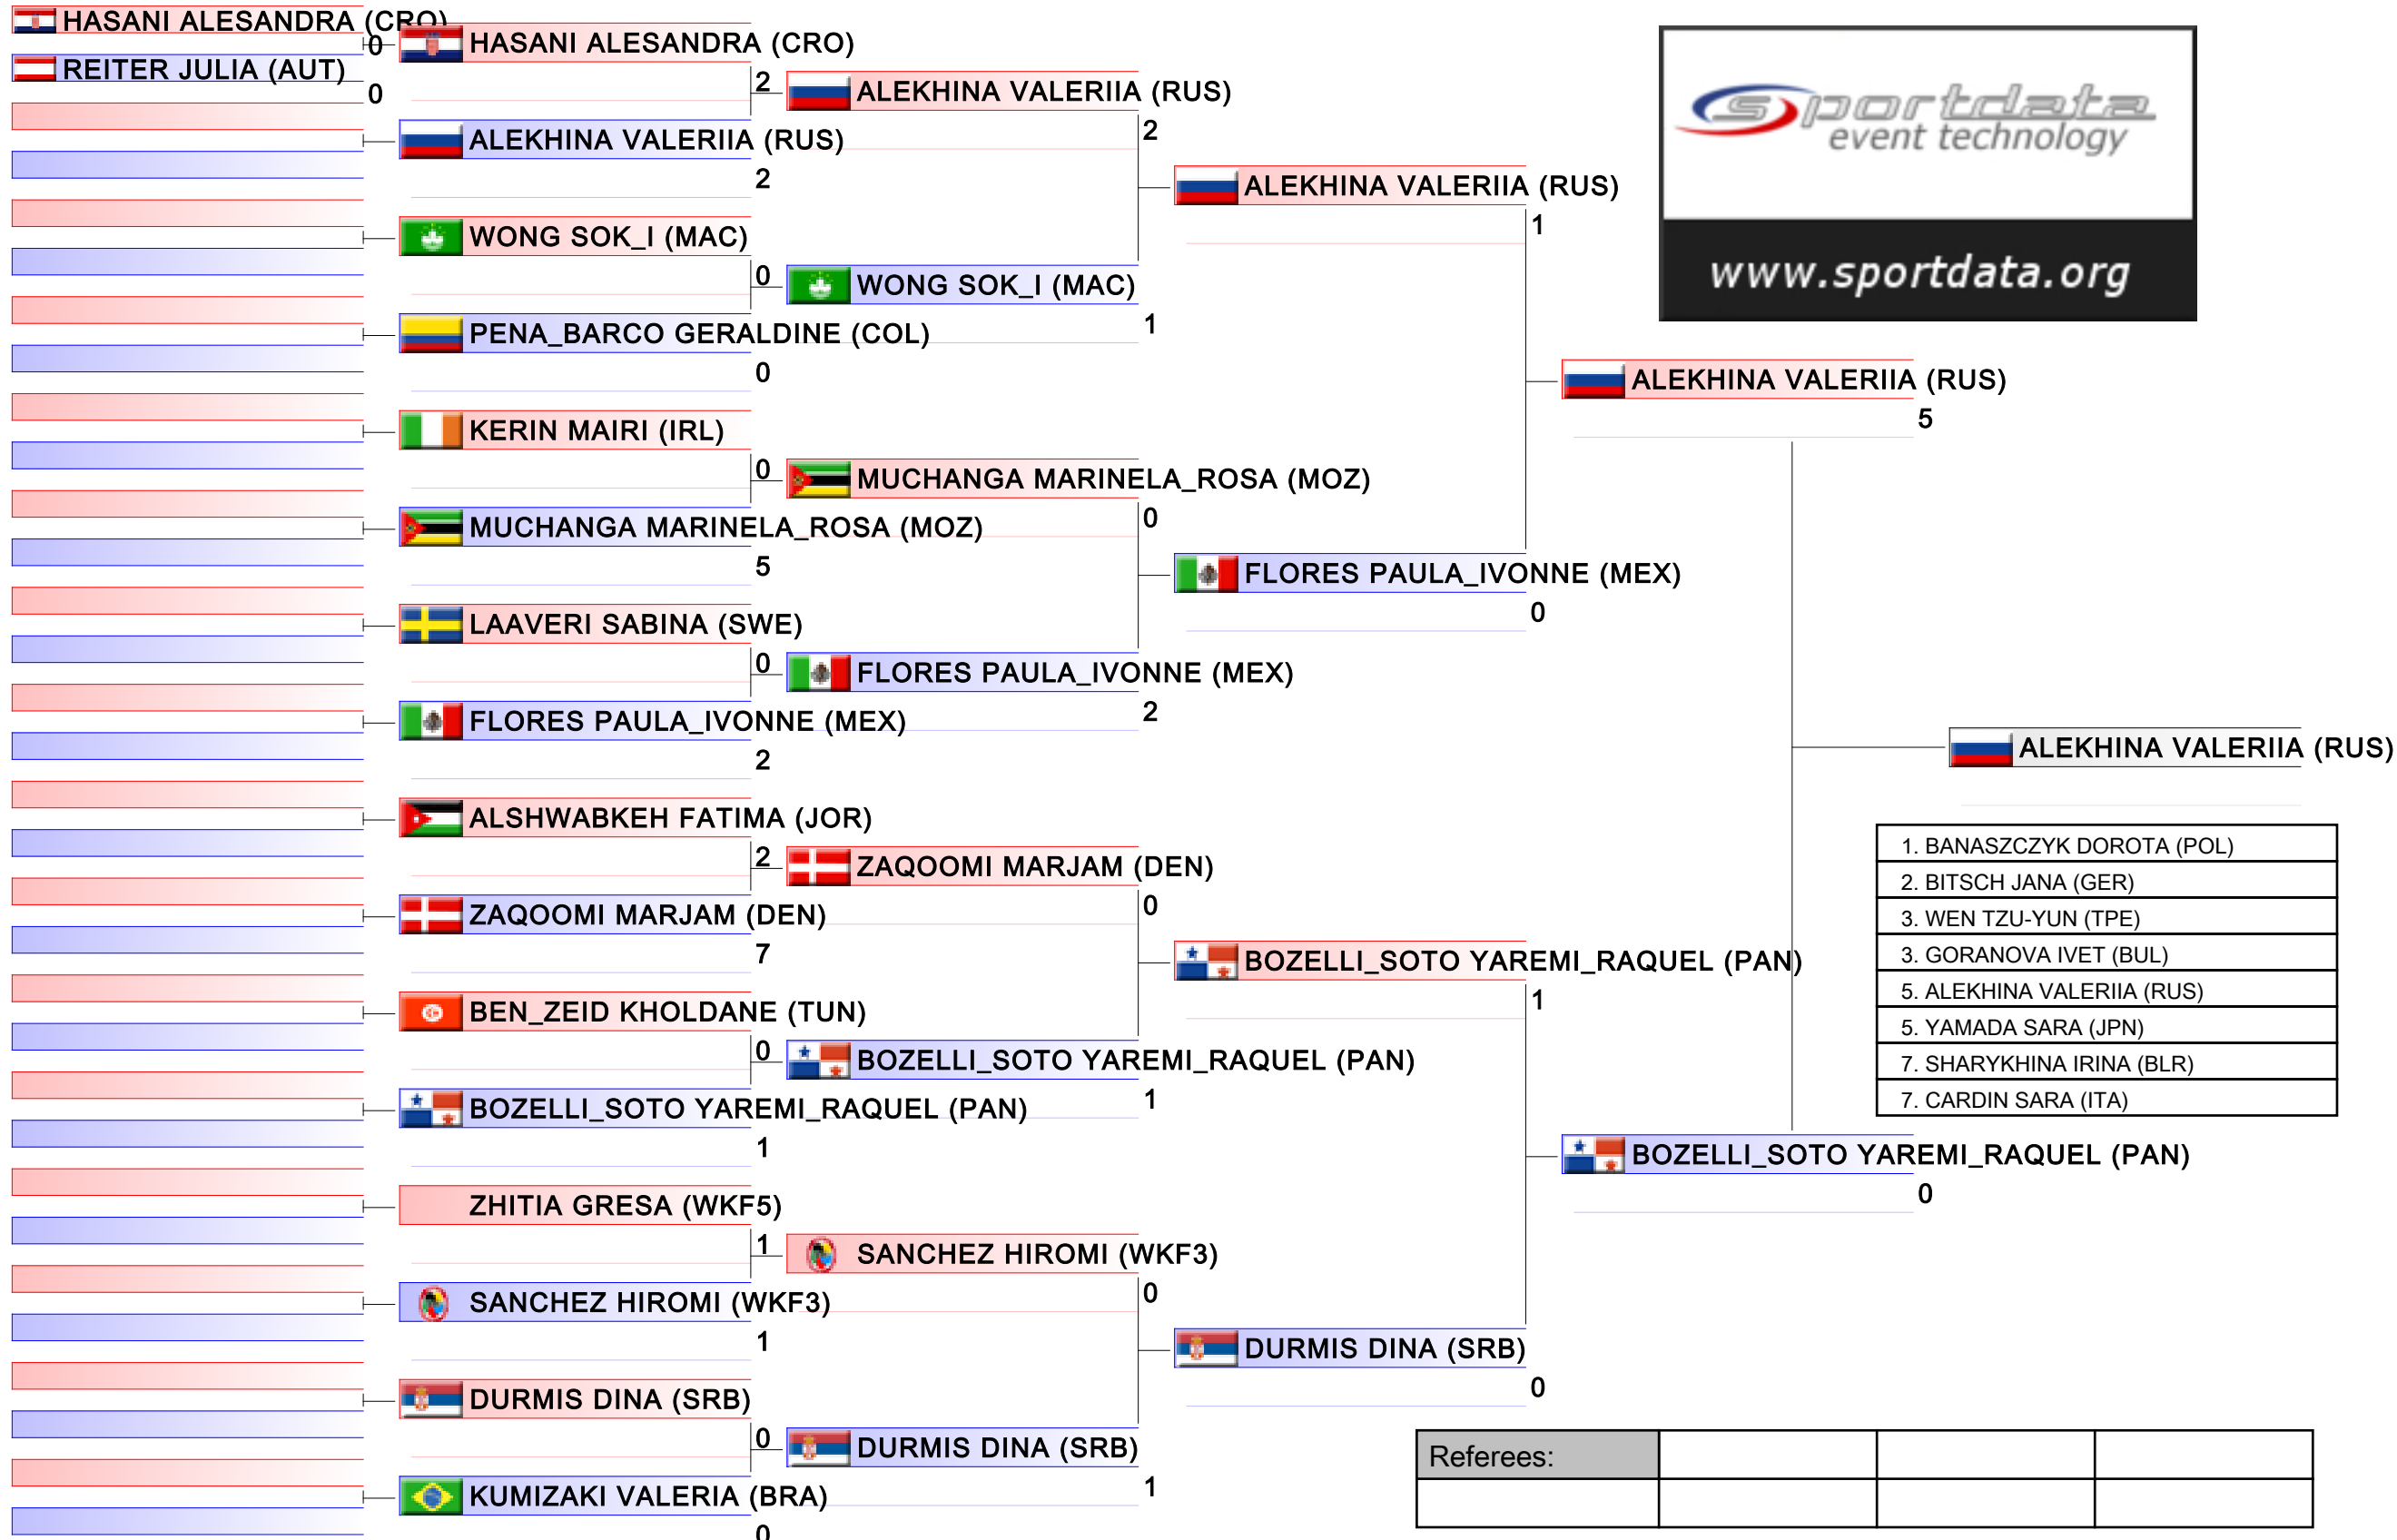 HASANI ALESANDRA (CRO)
0
REITER JULIA (AUT)
0
HASANI ALESANDRA (CRO)
2
ALEKHINA VALERIIA (RUS)
2
WONG SOK_I (MAC)
0
PENA_BARCO GERALDINE (COL)
0
KERIN MAIRI (IRL)
0
MUCHANGA MARINELA_ROSA (MOZ)
5
LAAVERI SABINA (SWE)
0
FLORES PAULA_IVONNE (MEX)
2
ALSHWABKEH FATIMA (JOR)
2
ZAQOOMI MARJAM (DEN)
7
BEN_ZEID KHOLDANE (TUN)
0
BOZELLI_SOTO YAREMI_RAQUEL (PAN)
1
ZHITIA GRESA (WKF5)
1
SANCHEZ HIROMI (WKF3)
1
DURMIS DINA (SRB)
0
KUMIZAKI VALERIA (BRA)
0
ALEKHINA VALERIIA (RUS)
2
WONG SOK_I (MAC)
1
MUCHANGA MARINELA_ROSA (MOZ)
0
FLORES PAULA_IVONNE (MEX)
2
ZAQOOMI MARJAM (DEN)
0
BOZELLI_SOTO YAREMI_RAQUEL (PAN)
1
SANCHEZ HIROMI (WKF3)
0
DURMIS DINA (SRB)
1
ALEKHINA VALERIIA (RUS)
1
FLORES PAULA_IVONNE (MEX)
0
BOZELLI_SOTO YAREMI_RAQUEL (PAN)
1
DURMIS DINA (SRB)
0
ALEKHINA VALERIIA (RUS)
5
BOZELLI_SOTO YAREMI_RAQUEL (PAN)
0
ALEKHINA VALERIIA (RUS)
sportdata
event technology
www.sportdata.org
1. BANASZCZYK DOROTA (POL)
2. BITSCH JANA (GER)
3. WEN TZU-YUN (TPE)
3. GORANOVA IVET (BUL)
5. ALEKHINA VALERIIA (RUS)
5. YAMADA SARA (JPN)
7. SHARYKHINA IRINA (BLR)
7. CARDIN SARA (ITA)
Referees: